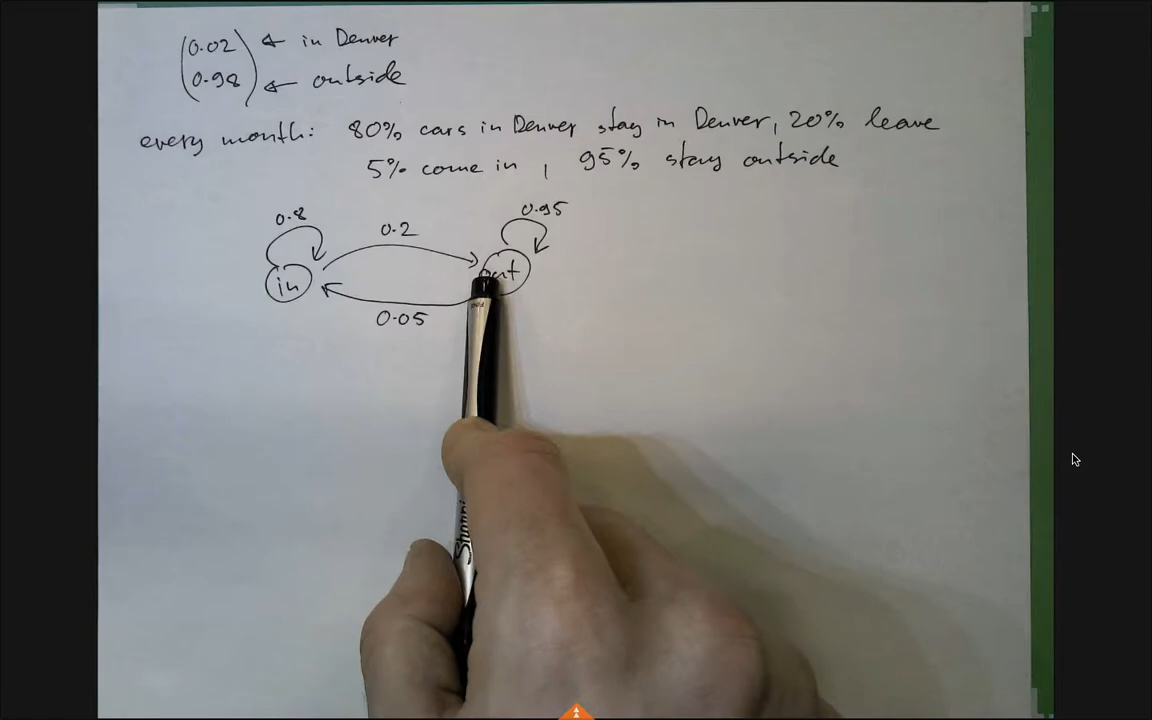 0.02 ← in Denver
0.98 ← outside
every month: 80% cars in Denver stay in Denver, 20% leave
5% come in, 95% stay outside
0.8
0.2
0.95
in
out
0.05
Sharpie